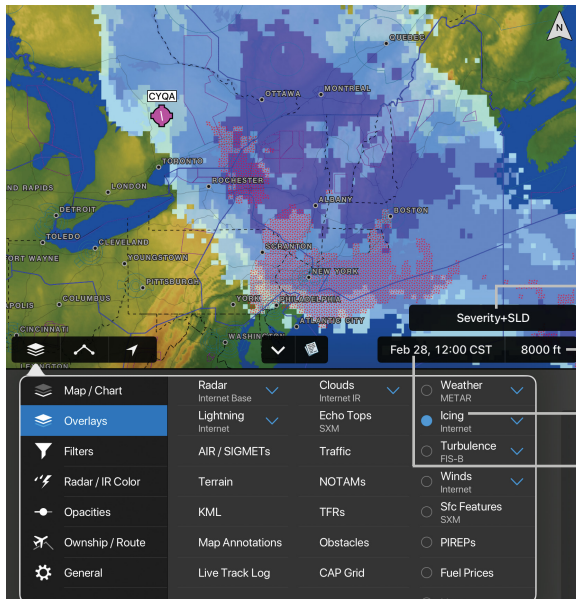 N
QUEBEC
CYQA
OTTAWA
MONTREAL
TORONTO
ND RAPIDS
LONDON
ROCHESTER
ALBANY
DETROIT
BOSTON
TOLEDO
CLEVELAND
SCRANTON
ORT WAYNE
YOUNGSTOWN
NEW YORK
PITTSBURGH
APOLIS
COLUMBUS
YORK
PHILADELPHIA
ATLANTIC CITY
Severity+SLD
CINCINNATI
WASHING
Feb 28, 12:00 CST
8000 ft
LEXINGTON
Map / Chart
Overlays
Filters
Radar / IR Color
Opacities
Ownship / Route
General
Radar
Internet Base
Lightning
Internet
AIR / SIGMETs
Terrain
KML
Map Annotations
Live Track Log
Clouds
Internet IR
Echo Tops
SXM
Traffic
NOTAMs
TFRs
Obstacles
CAP Grid
Weather
METAR
Icing
Internet
Turbulence
FIS-B
Winds
Internet
Sfc Features
SXM
PIREPs
Fuel Prices